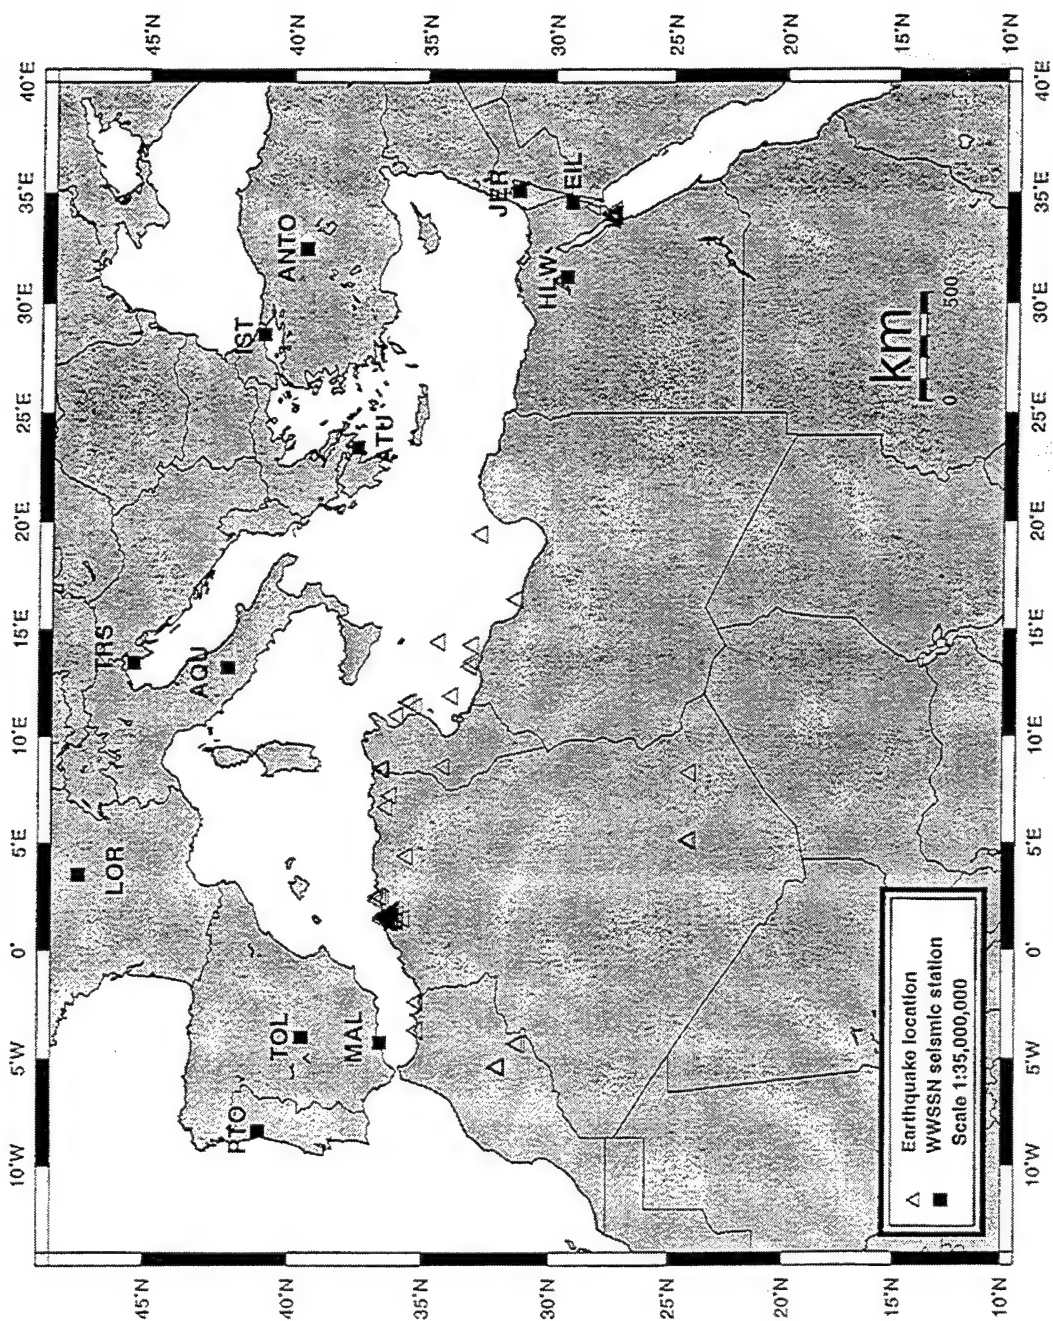 10°W 5°W 0° 5°E 10°E 15°E 20°E 25°E 30°E 35°E 40°E
45°N 45°N
TRS
LOR
AQU
PTO
IST
TOL
ANTO
40°N 40°N
MAL
ATU
35°N 35°N
JER
HLW
EIL
30°N 30°N
25°N 25°N
20°N 20°N
km
0 500
15°N 15°N
Earthquake location
WWSSN seismic station
Scale 1:35,000,000
10°N 10°N
10°W 5°W 0° 5°E 10°E 15°E 20°E 25°E 30°E 35°E 40°E